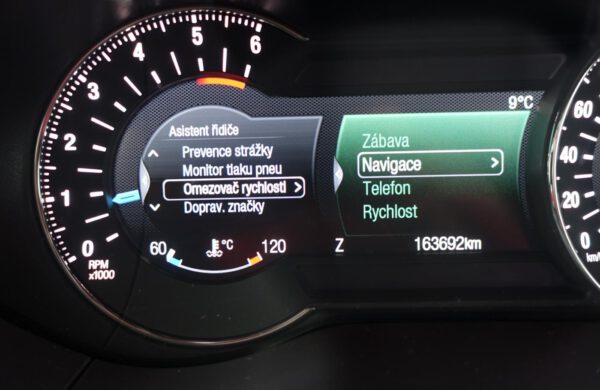 0 1 2 3 4 5 6
RPM
x1000
Asistent řidiče
Prevence strážky
Monitor tlaku pneu
Omezovač rychlosti
Doprav. značky
60 °C 120
9°C
Zábava
Navigace
Telefon
Rychlost
Z 163692km
60
40
20
0
km/h